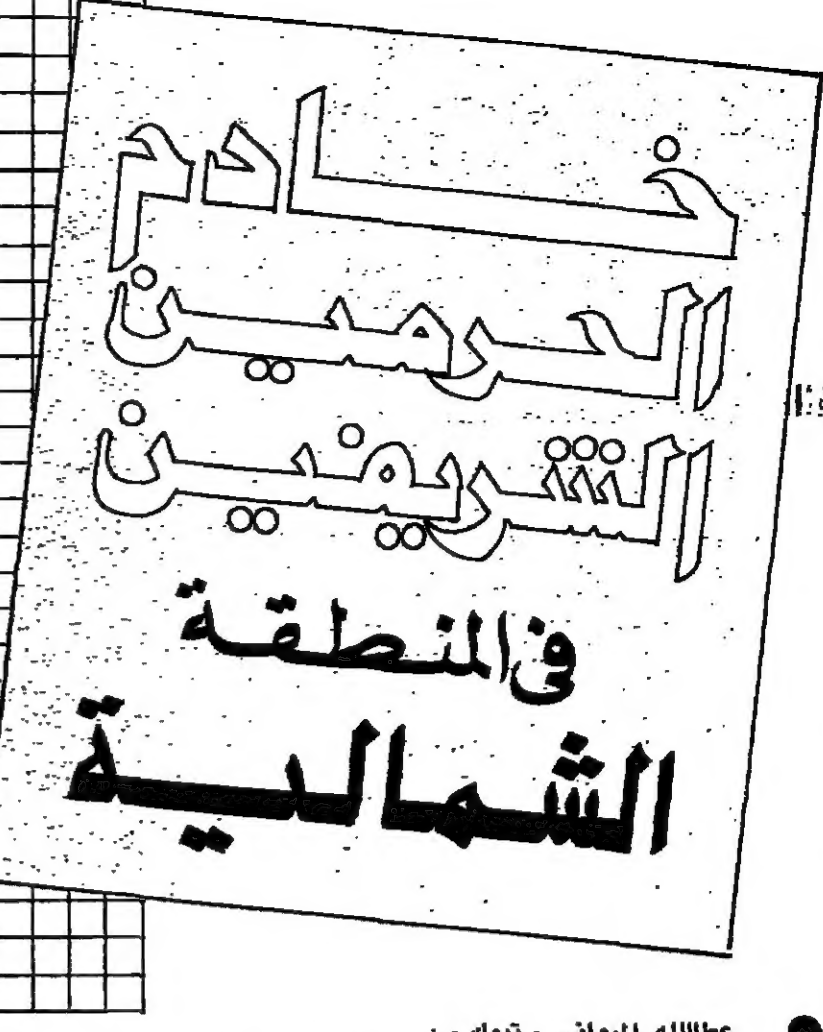 خادم
الحرمين
الشريفين
في المنطقة
الشمالية